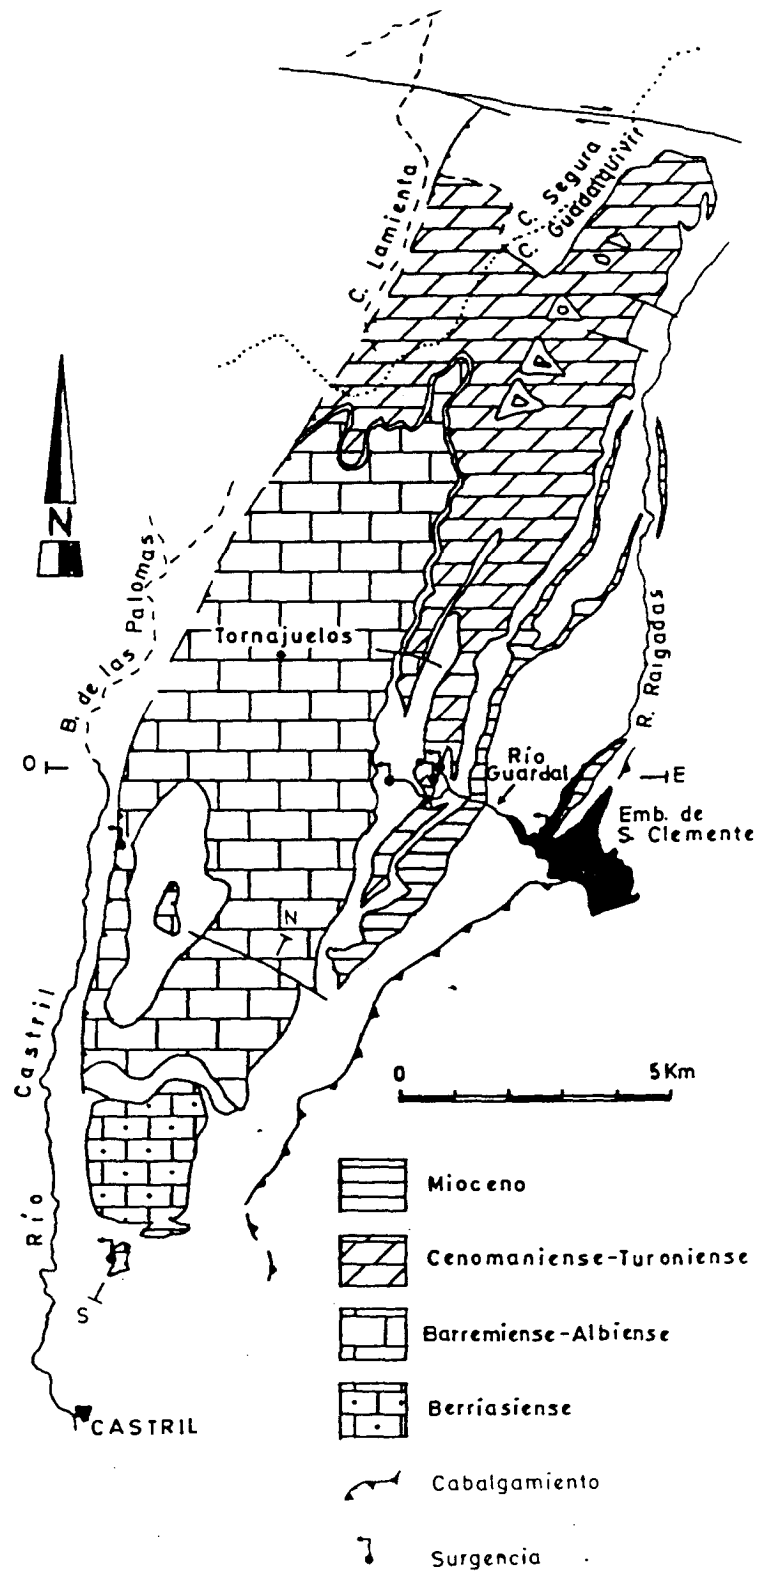 C. Lamienta
C. Segura
C. Guadalquivir
N
B. de las Palomas
Tornajuelos
R. Raigadas
O
Río
Guardal
E
Emb. de
S. Clemente
N
Río Castril
0 5Km
Mioceno
Cenomaniense-Turoniense
Barremiense-Albiense
Berriasiense
S
CASTRIL
Cabalgamiento
Surgencia